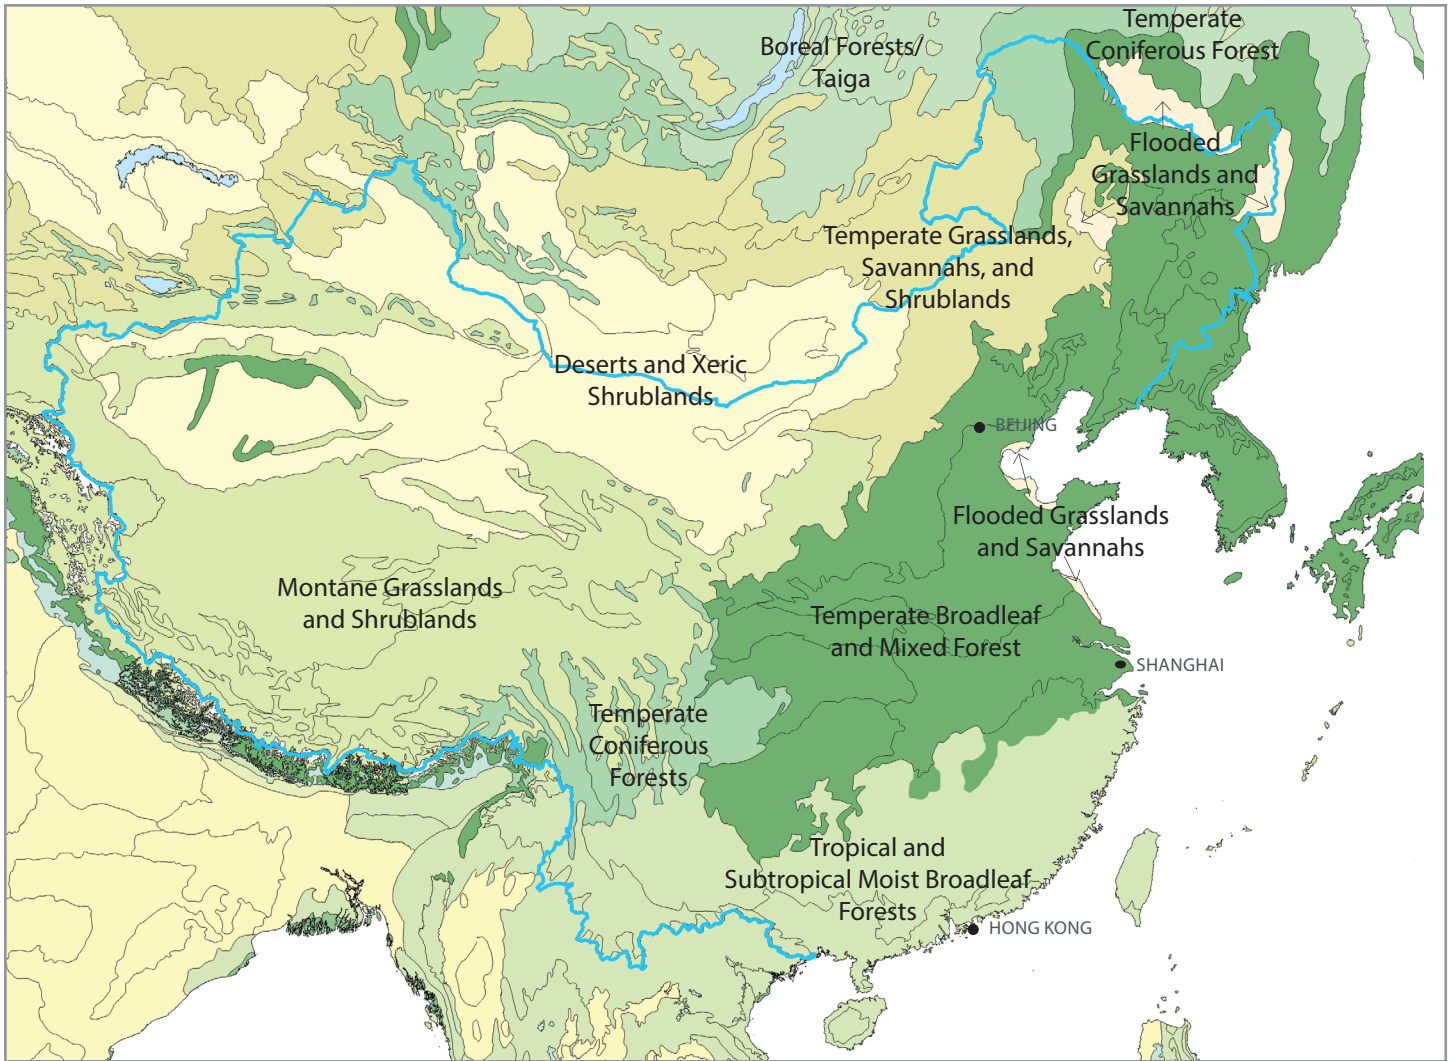 Temperate
Coniferous Forest
Boreal Forests/
Taiga
Flooded
Grasslands and
Savannahs
Temperate Grasslands,
Savannahs, and
Shrublands
Deserts and Xeric
Shrublands
BEIJING
Flooded Grasslands
and Savannahs
Montane Grasslands
and Shrublands
Temperate Broadleaf
and Mixed Forest
SHANGHAI
Temperate
Coniferous
Forests
Tropical and
Subtropical Moist Broadleaf
Forests
HONG KONG